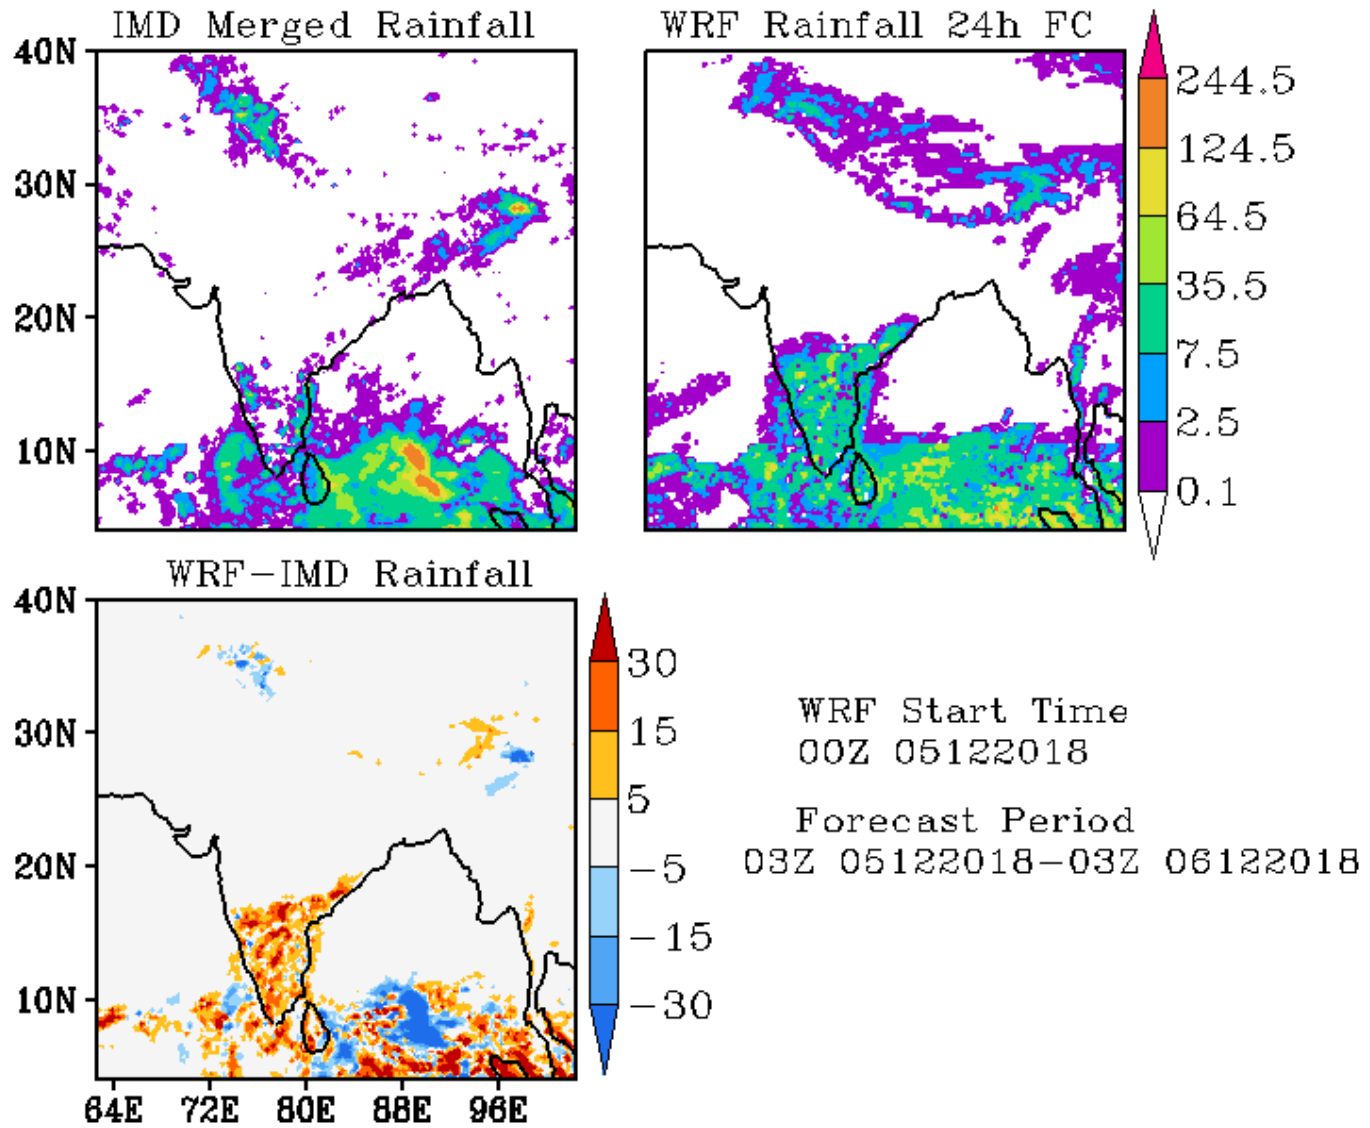 IMD Merged Rainfall
WRF Rainfall 24h FC
40N
30N
20N
10N
244.5
124.5
64.5
35.5
7.5
2.5
0.1
WRF-IMD Rainfall
40N
30N
20N
10N
64E 72E 80E 88E 96E
30
15
5
-5
-15
-30
WRF Start Time
00Z 05122018
Forecast Period
03Z 05122018-03Z 06122018